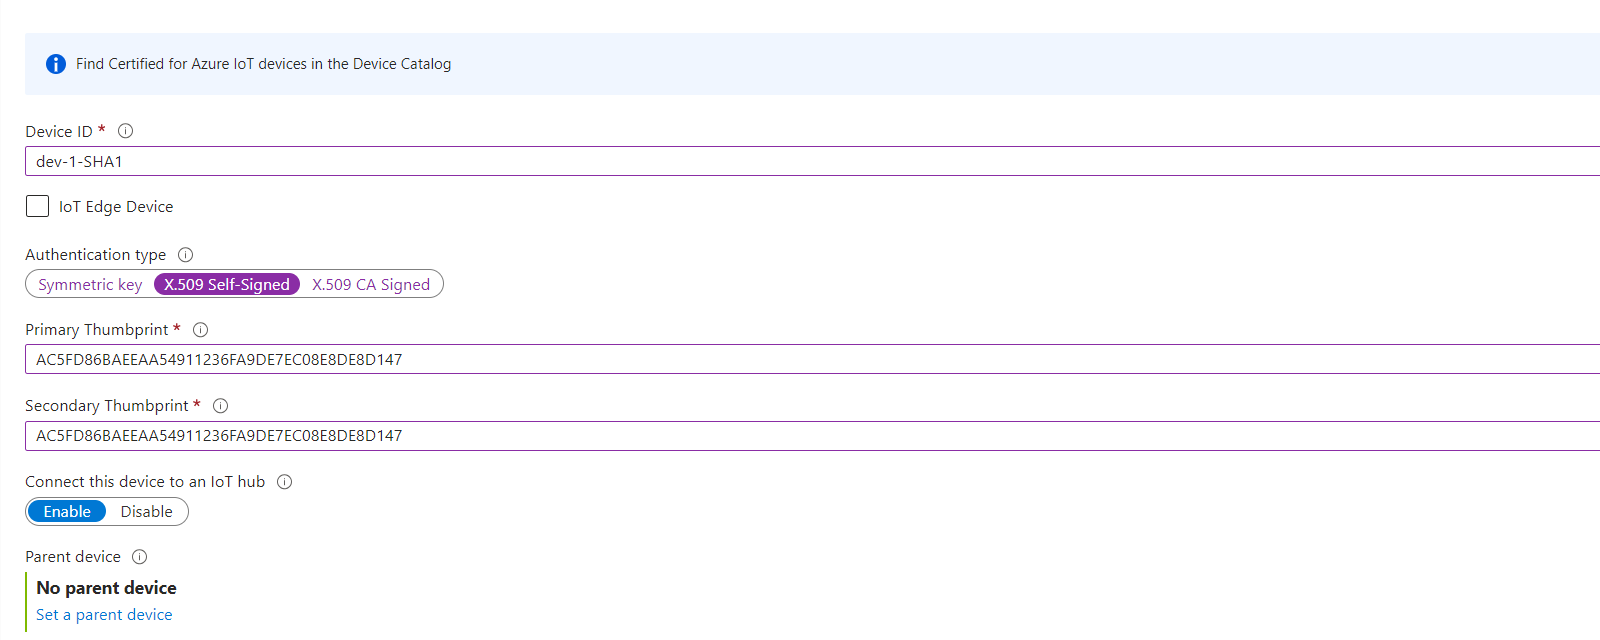 Find Certified for Azure IoT devices in the Device Catalog
Device ID *
dev-1-SHA1
IoT Edge Device
Authentication type
Symmetric key X.509 Self-Signed X.509 CA Signed
Primary Thumbprint *
AC5FD86BAEEAA54911236FA9DE7EC08E8DE8D147
Secondary Thumbprint *
AC5FD86BAEEAA54911236FA9DE7EC08E8DE8D147
Connect this device to an IoT hub
Enable Disable
Parent device
No parent device
Set a parent device